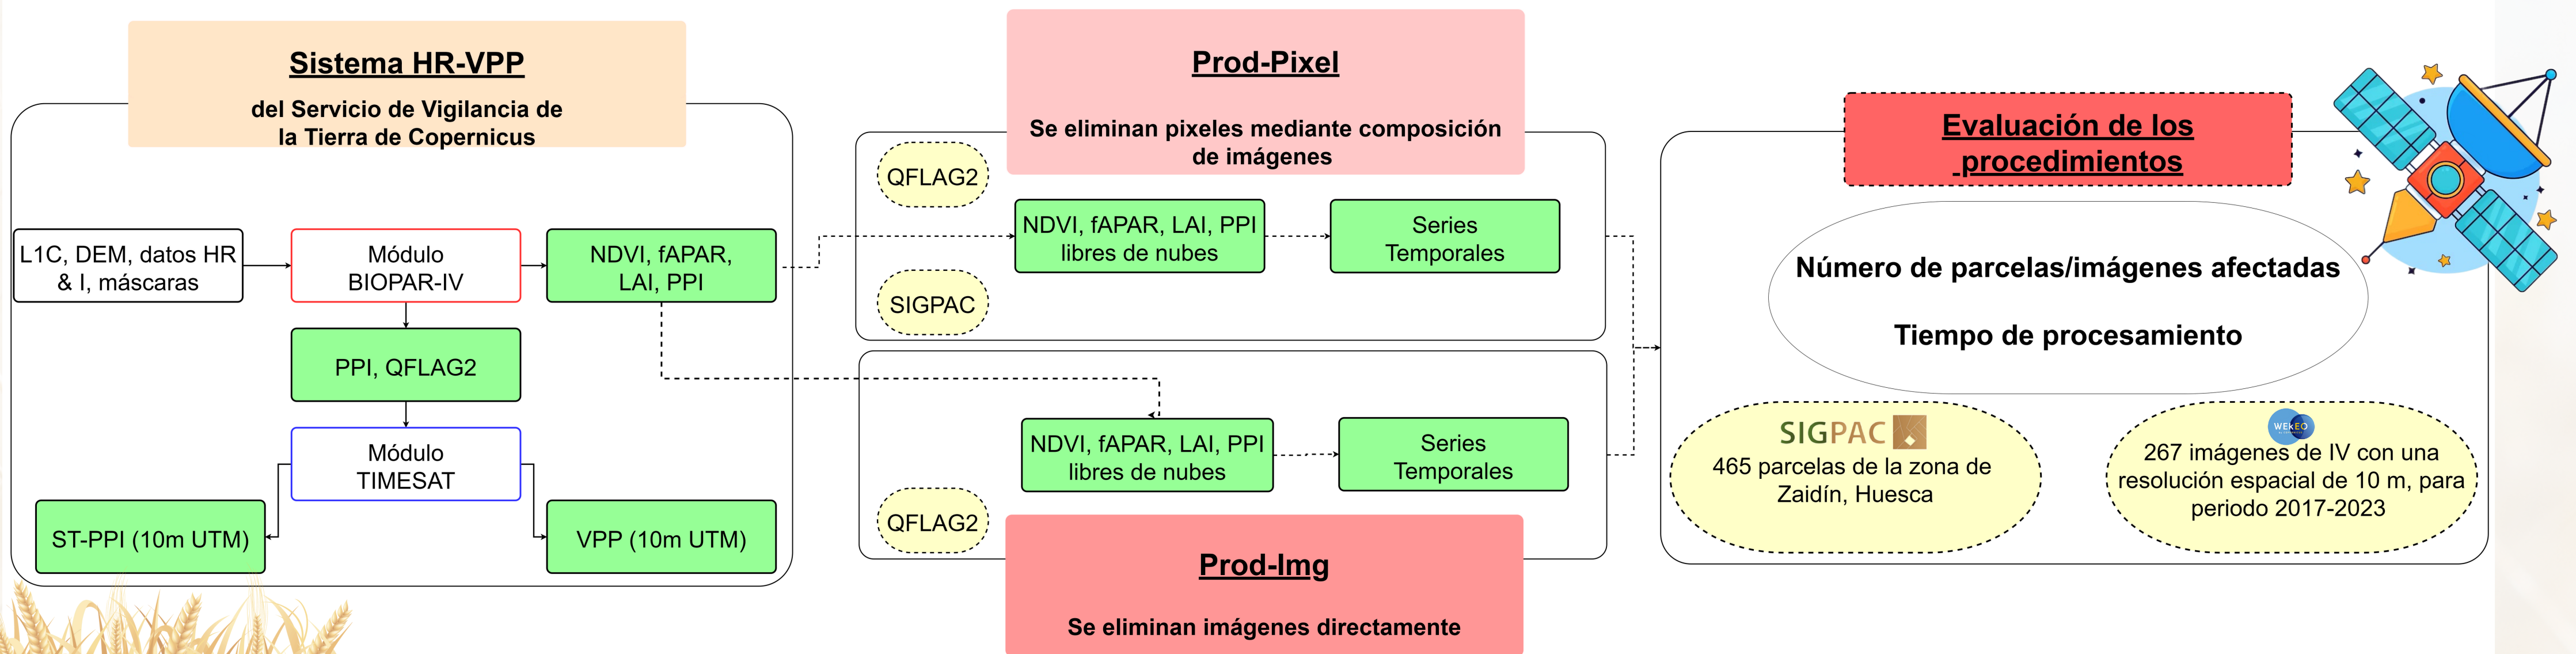 Sistema HR-VPP
del Servicio de Vigilancia de
la Tierra de Copernicus
L1C, DEM, datos HR
& I, máscaras
Módulo
BIOPAR-IV
NDVI, fAPAR,
LAI, PPI
PPI, QFLAG2
Módulo
TIMESAT
ST-PPI (10m UTM)
VPP (10m UTM)
Prod-Pixel
Se eliminan pixeles mediante composición
de imágenes
QFLAG2
SIGPAC
NDVI, fAPAR, LAI, PPI
libres de nubes
Series
Temporales
NDVI, fAPAR, LAI, PPI
libres de nubes
Series
Temporales
QFLAG2
Prod-Img
Se eliminan imágenes directamente
Evaluación de los
procedimientos
Número de parcelas/imágenes afectadas
Tiempo de procesamiento
SIGPAC
465 parcelas de la zona de
Zaidín, Huesca
WEkEO
267 imágenes de IV con una
resolución espacial de 10 m, para
periodo 2017-2023